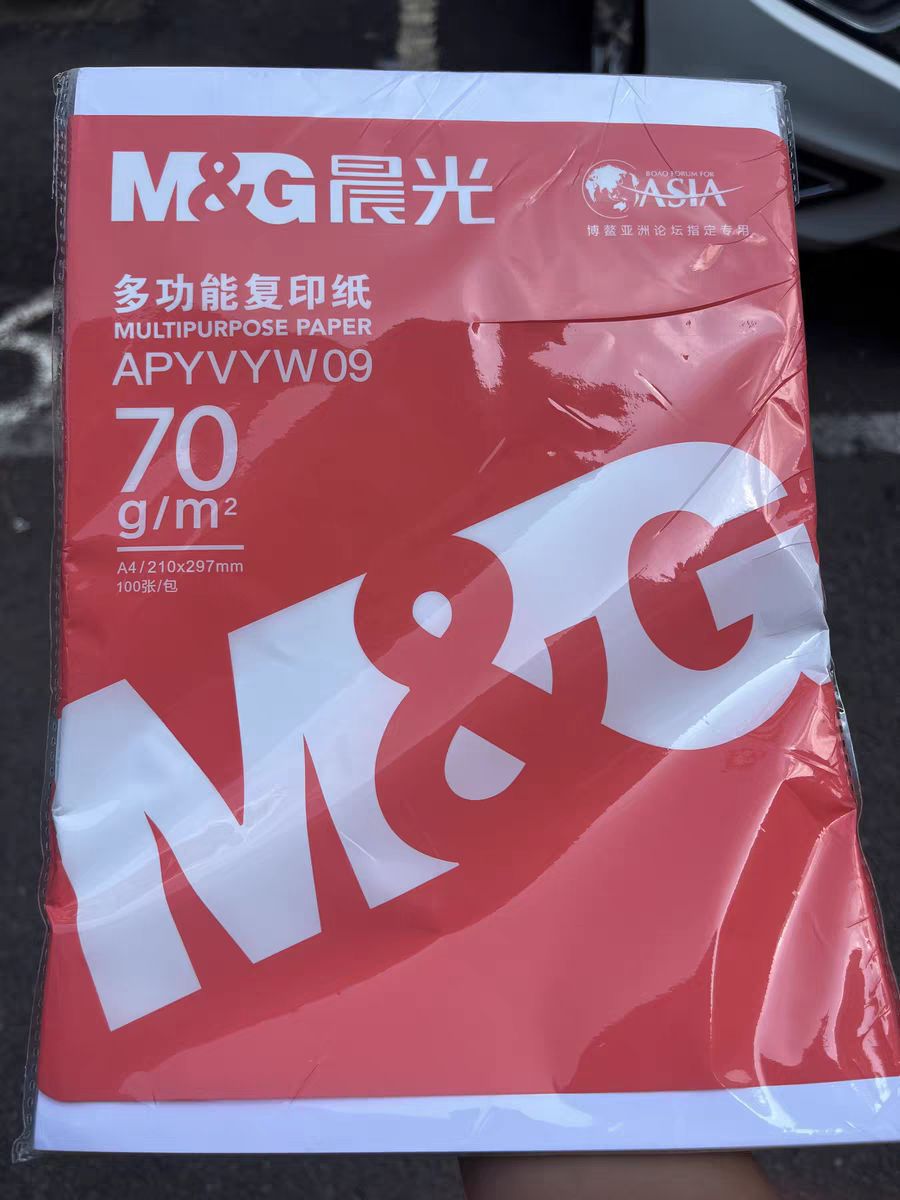 M&G晨光
BOAO FORUM FOR
ASIA
博鳌亚洲论坛指定专用
多功能复印纸
MULTIPURPOSE PAPER
APYVYW09
70
g/m²
A4/210x297mm
100张/包
M&G